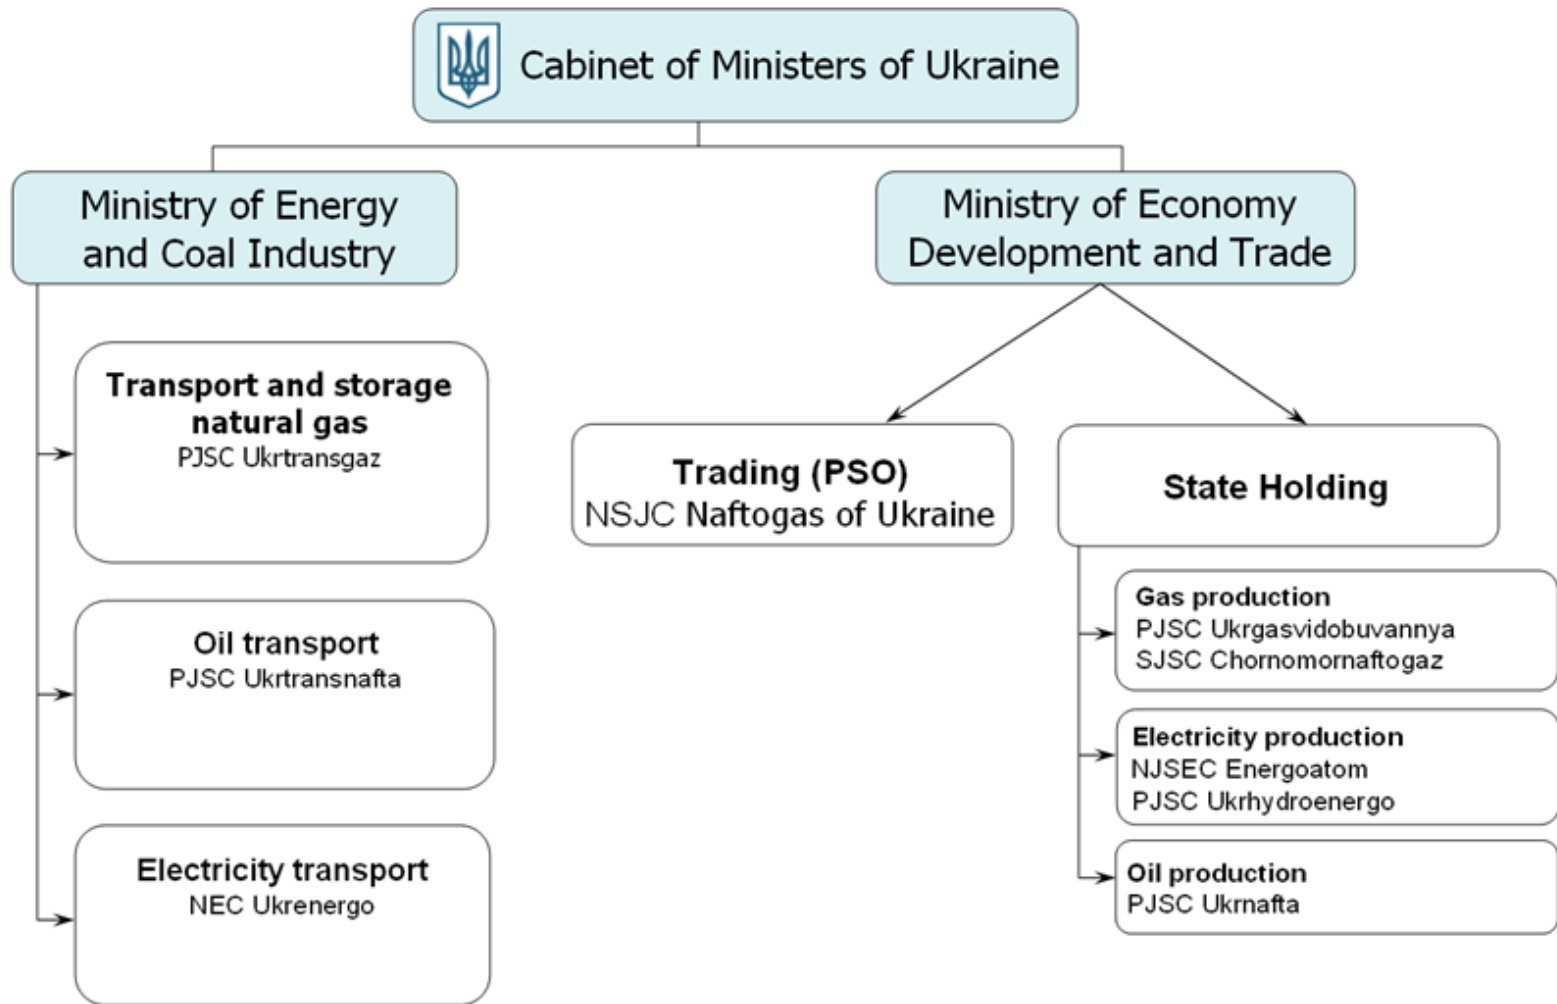 Cabinet of Ministers of Ukraine
Ministry of Energy
and Coal Industry
Transport and storage
natural gas
PJSC Ukrtransgaz
Oil transport
PJSC Ukrtransnafta
Electricity transport
NEC Ukrenergo
Ministry of Economy
Development and Trade
Trading (PSO)
NSJC Naftogas of Ukraine
State Holding
Gas production
PJSC Ukrgasvidobuvannya
SJSC Chornomornaftogaz
Electricity production
NJSEC Energoatom
PJSC Ukrhydroenergo
Oil production
PJSC Ukrnafta